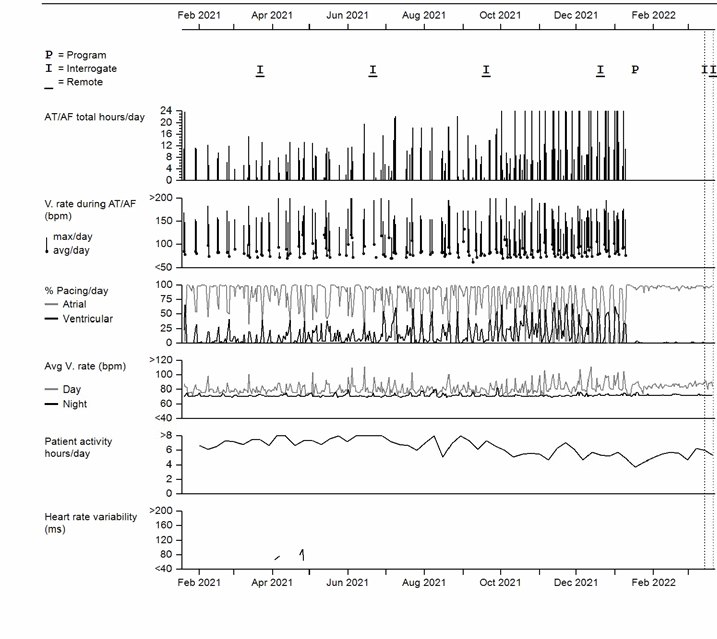 Feb 2021 Apr 2021 Jun 2021 Aug 2021 Oct 2021 Dec 2021 Feb 2022
P = Program
I = Interrogate
_ = Remote
I I I I P I I
AT/AF total hours/day
24
20
16
12
8
4
0
V. rate during AT/AF
(bpm)
max/day
avg/day
>200
150
100
<50
% Pacing/day
Atrial
Ventricular
100
75
50
25
0
Avg V. rate (bpm)
Day
Night
>120
100
80
60
<40
Patient activity
hours/day
>8
6
4
2
0
Heart rate variability
(ms)
>200
160
120
80
<40
Feb 2021 Apr 2021 Jun 2021 Aug 2021 Oct 2021 Dec 2021 Feb 2022